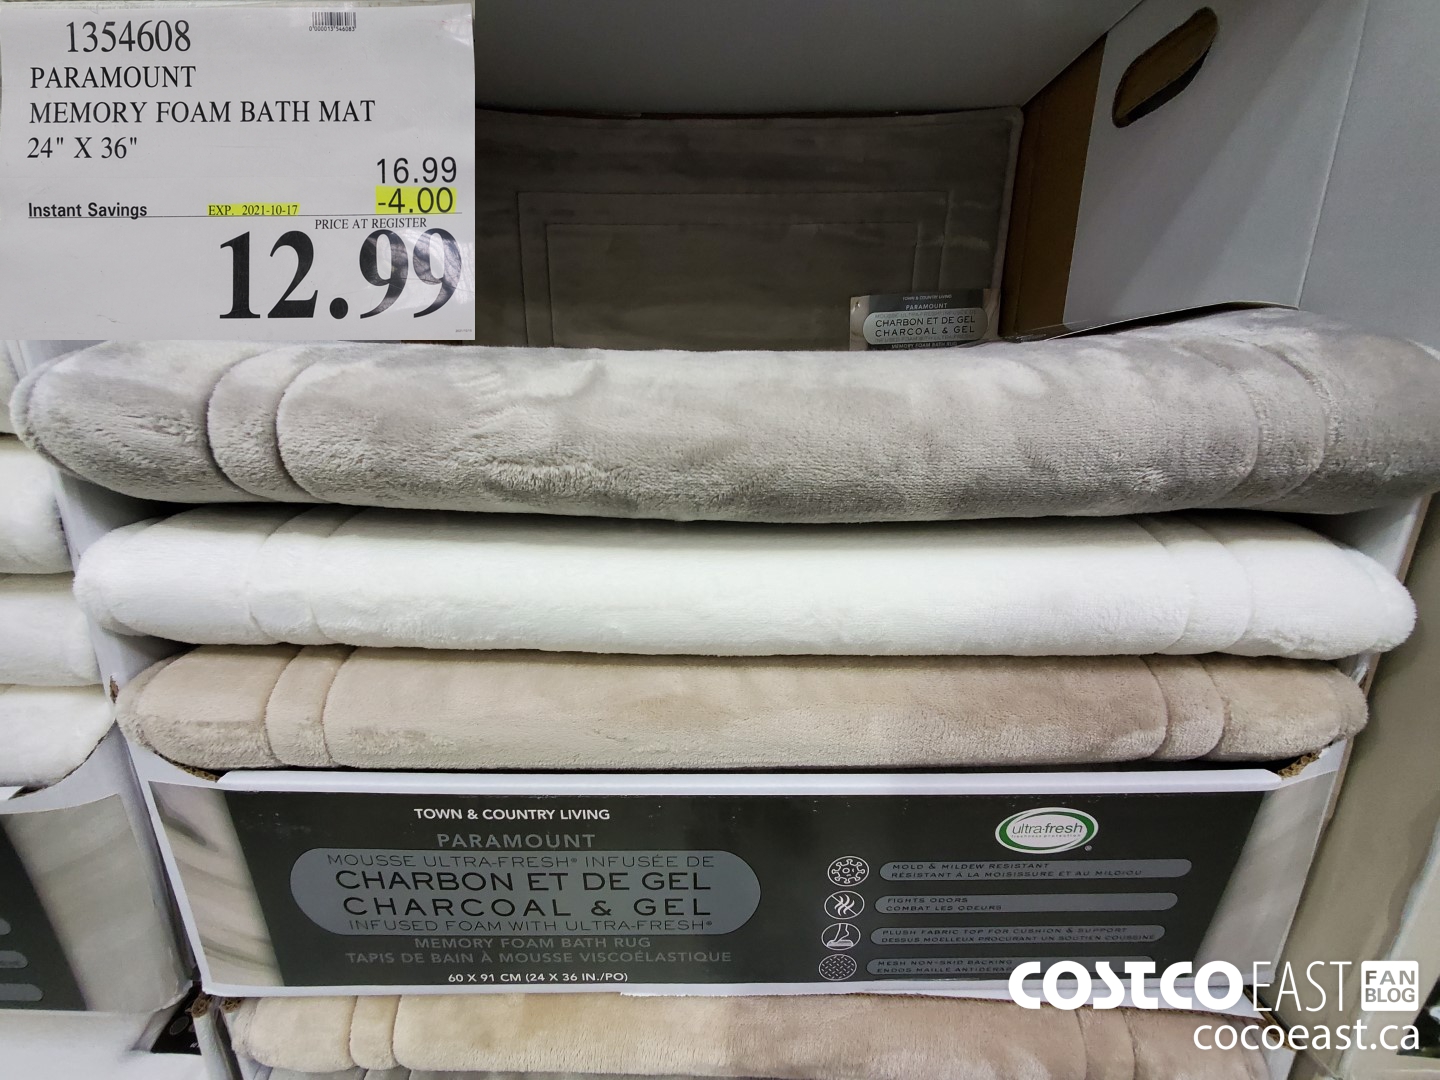 1354608
PARAMOUNT
MEMORY FOAM BATH MAT
24" X 36"
16.99
-4.00
Instant Savings EXP. 2021-10-17
PRICE AT REGISTER
12.99
TOWN & COUNTRY LIVING
PARAMOUNT
CHARBON ET DE GEL
CHARCOAL & GEL
MEMORY FOAM BATH RUG
TOWN & COUNTRY LIVING
PARAMOUNT
MOUSSE ULTRA-FRESH® INFUSÉE DE
CHARBON ET DE GEL
CHARCOAL & GEL
INFUSED FOAM WITH ULTRA-FRESH®
MEMORY FOAM BATH RUG
TAPIS DE BAIN À MOUSSE VISCOÉLASTIQUE
60 X 91 CM (24 X 36 IN./PO)
ultra-fresh®
MOLD & MILDEW RESISTANT
RÉSISTANT À LA MOISISSURE ET AU MILDIOU
FIGHTS ODORS
COMBAT LES ODEURS
PLUSH FABRIC TOP FOR CUSHION & SUPPORT
DESSUS MOELLEUX PROCURANT UN SOUTIEN COUSSINÉ
MESH NON-SKID BACKING
ENDOS MAILLÉ
COSTCO EAST FAN BLOG
cocoeast.ca